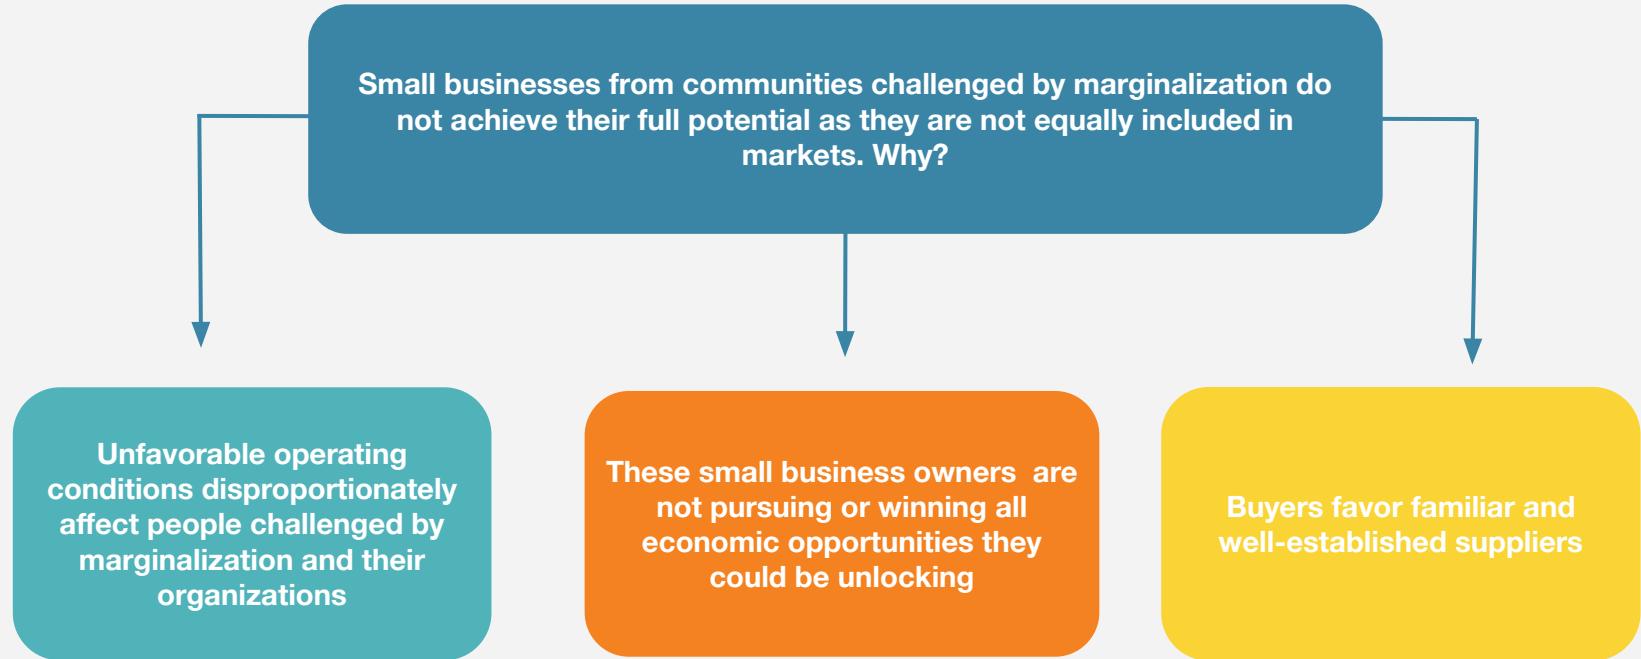 Small businesses from communities challenged by marginalization do
not achieve their full potential as they are not equally included in
markets. Why?
Unfavorable operating
conditions disproportionately
affect people challenged by
marginalization and their
organizations
These small business owners  are
not pursuing or winning all
economic opportunities they
could be unlocking
Buyers favor familiar and
well-established suppliers